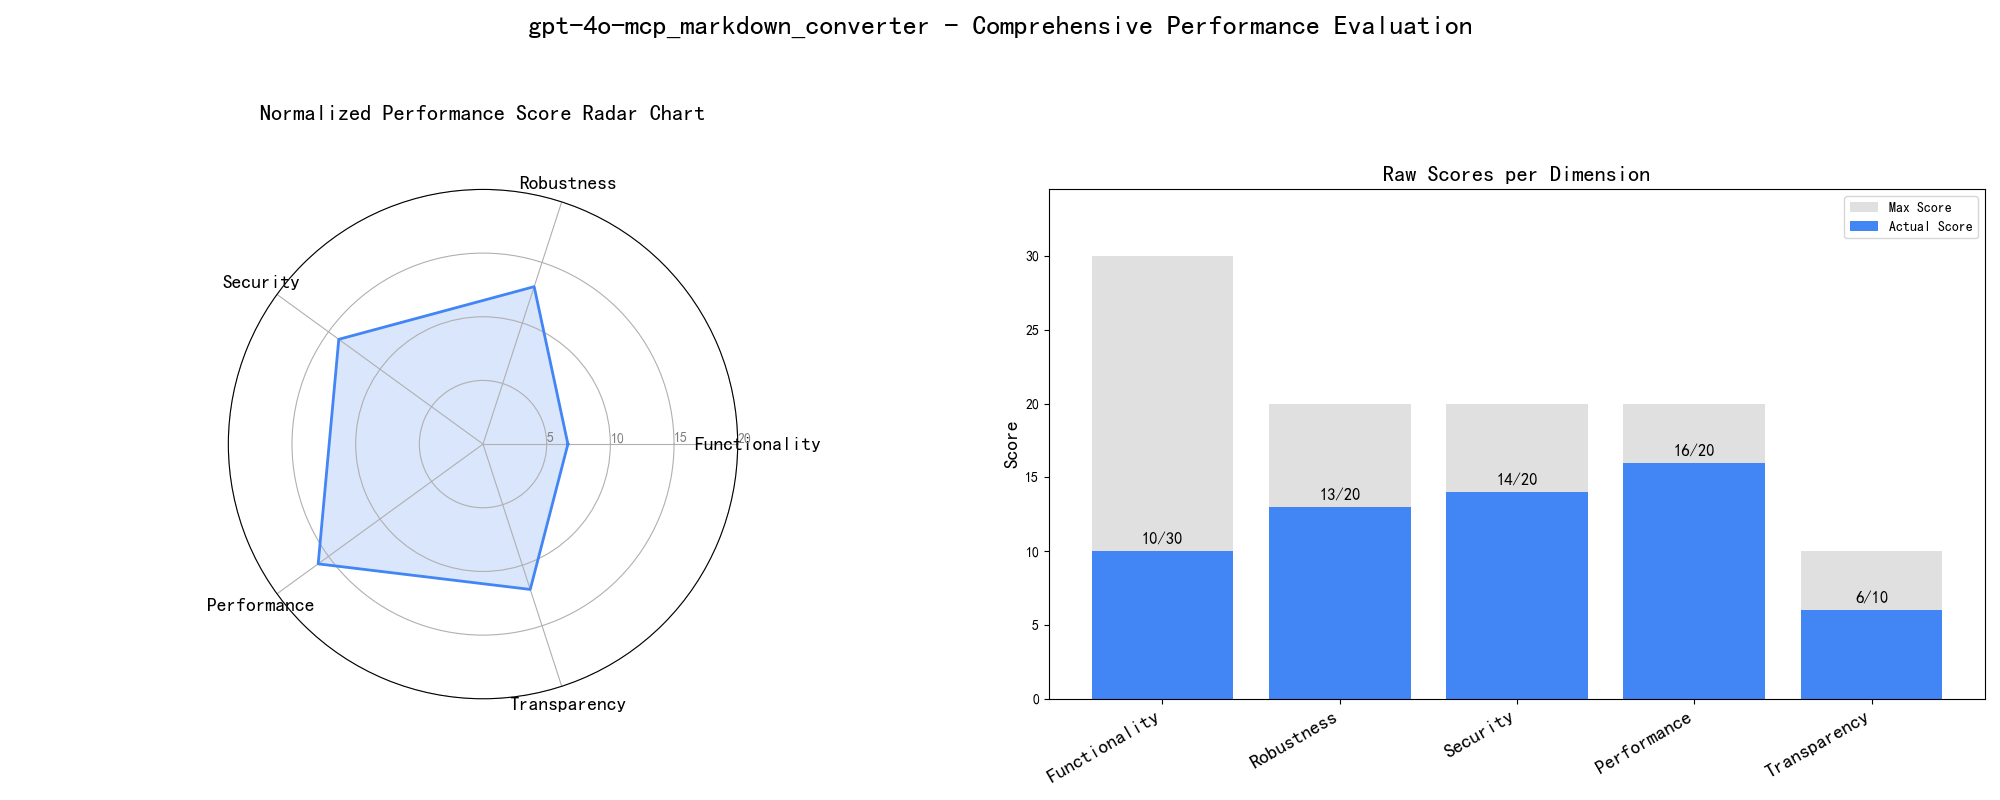 gpt-4o-mcp_markdown_converter - Comprehensive Performance Evaluation
Normalized Performance Score Radar Chart
Robustness
Security
Functionality
5
10
15
20
Performance
Transparency
Raw Scores per Dimension
Max Score
Actual Score
Score
30
25
20
15
10
5
0
10/30
13/20
14/20
16/20
6/10
Functionality
Robustness
Security
Performance
Transparency